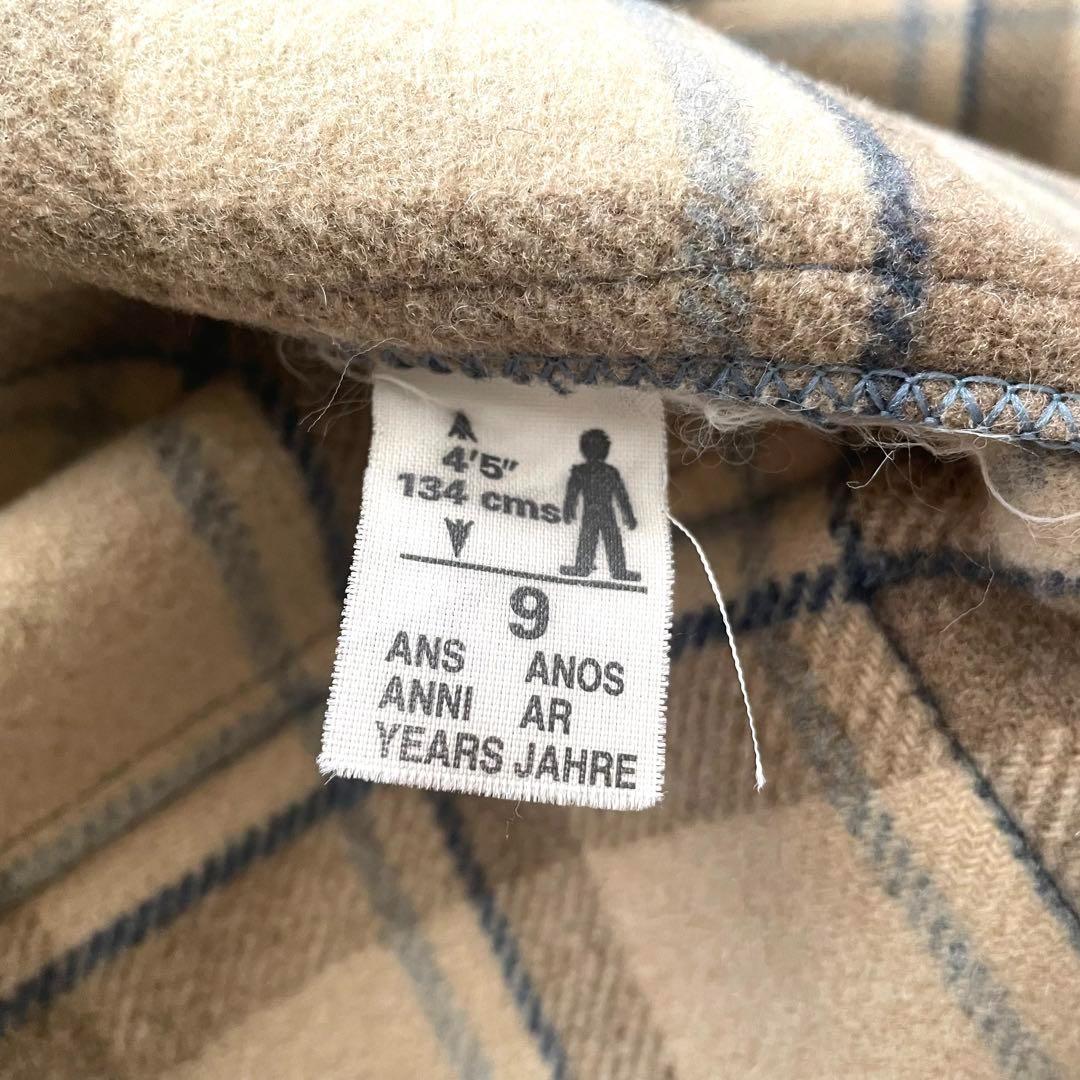 4'5"
134 cms
9
ANS ANOS
ANNI AR
YEARS JAHRE